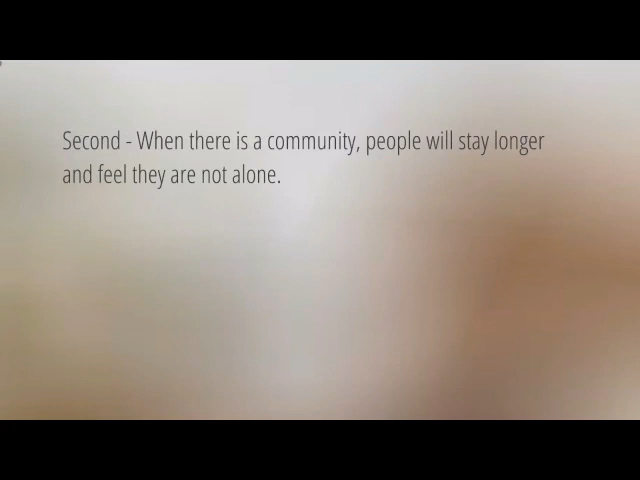 Second - When there is a community, people will stay longer
and feel they are not alone.